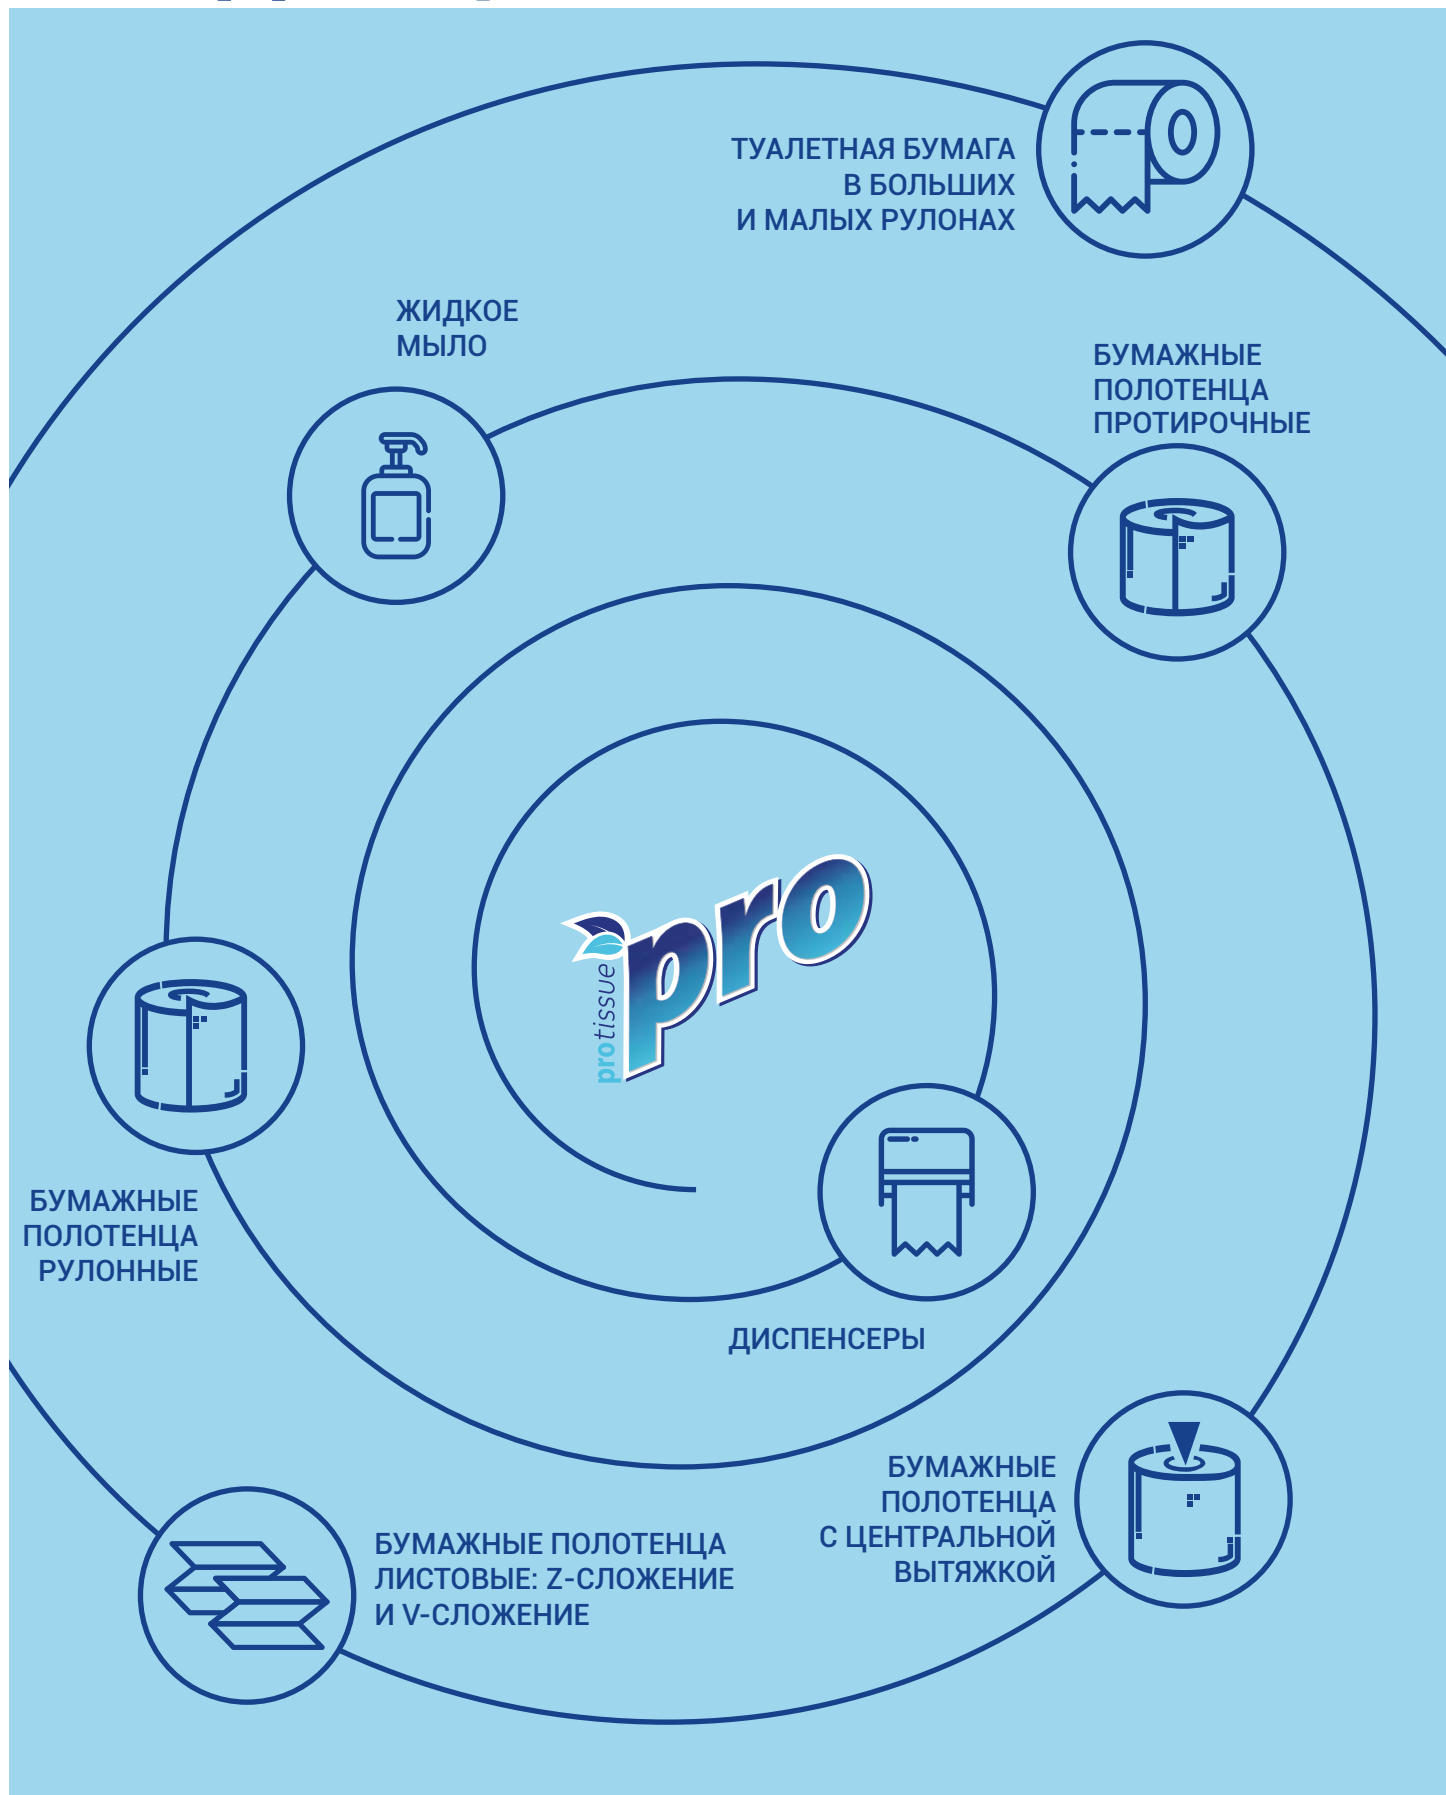 ТУАЛЕТНАЯ БУМАГА
В БОЛЬШИХ
И МАЛЫХ РУЛОНАХ
ЖИДКОЕ
МЫЛО
БУМАЖНЫЕ
ПОЛОТЕНЦА
ПРОТИРОЧНЫЕ
pro
protissue
БУМАЖНЫЕ
ПОЛОТЕНЦА
РУЛОННЫЕ
ДИСПЕНСЕРЫ
БУМАЖНЫЕ
ПОЛОТЕНЦА
С ЦЕНТРАЛЬНОЙ
ВЫТЯЖКОЙ
БУМАЖНЫЕ ПОЛОТЕНЦА
ЛИСТОВЫЕ: Z-СЛОЖЕНИЕ
И V-СЛОЖЕНИЕ